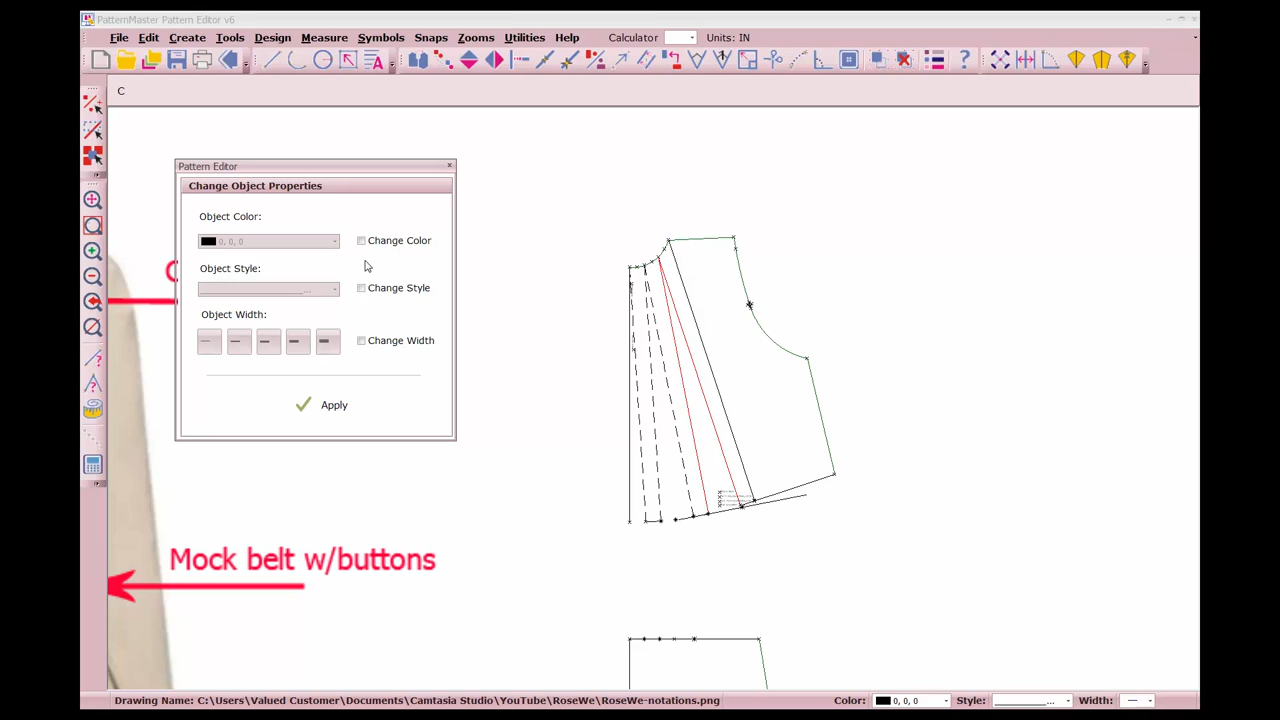 PatternMaster Pattern Editor v6
File Edit Create Tools Design Measure Symbols Snaps Zooms Utilities Help Calculator Units: IN
C
Pattern Editor
Change Object Properties
Object Color:
0, 0, 0 Change Color
Object Style:
Change Style
Object Width:
Change Width
Apply
Mock belt w/buttons
Drawing Name: C:\Users\Valued Customer\Documents\Camtasia Studio\YouTube\RoseWe\RoseWe-notations.png Color: 0, 0, 0 Style: Width: